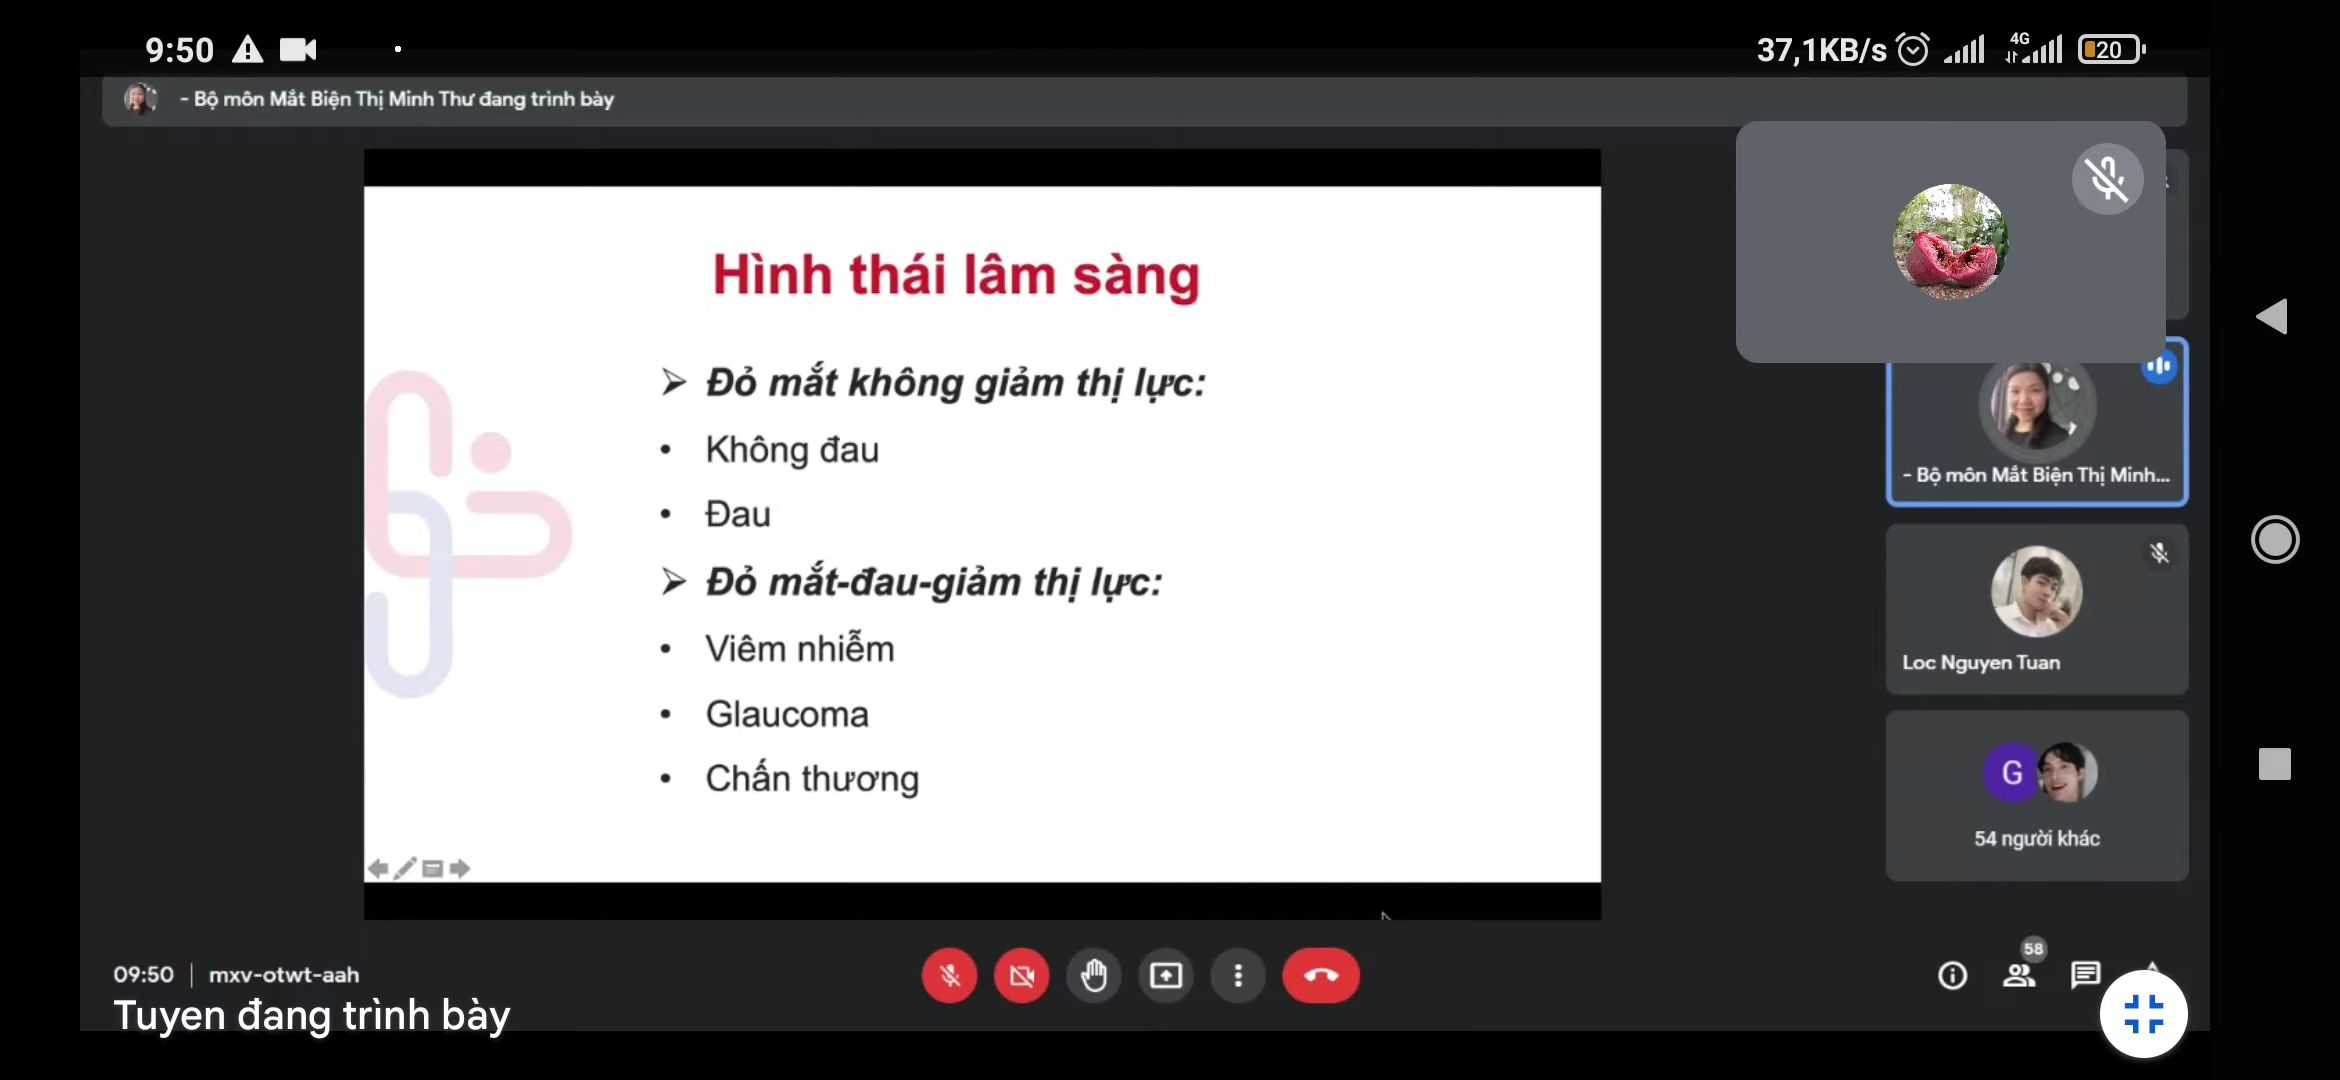 9:50
37,1KB/s
4G
20
- Bộ môn Mắt Biện Thị Minh Thư đang trình bày
Hình thái lâm sàng
➢ Đỏ mắt không giảm thị lực:
• Không đau
• Đau
➢ Đỏ mắt-đau-giảm thị lực:
• Viêm nhiễm
• Glaucoma
• Chấn thương
- Bộ môn Mắt Biện Thị Minh...
Loc Nguyen Tuan
G
54 người khác
09:50 | mxv-otwt-aah
58
Tuyen đang trình bày